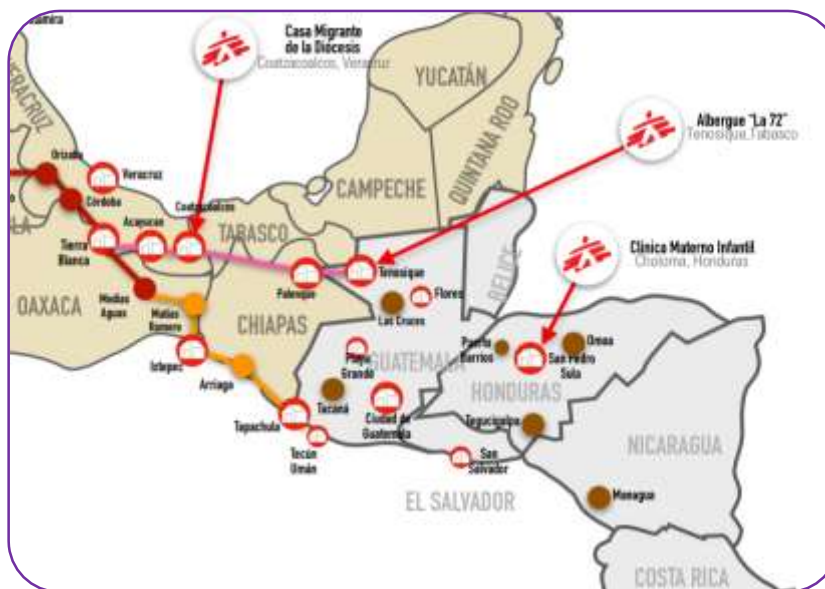 Casa Migrante
de la Diócesis
Coatzacoalcos, Veracruz
YUCATÁN
QUINTANA ROO
Albergue "La 72"
Tenosique, Tabasco
VERACRUZ
Orizaba
Veracruz
Córdoba
Acayucan
Coatzacoalcos
CAMPECHE
TABASCO
Tierra
Blanca
Clínica Materno Infantil
Choloma, Honduras
BELICE
Tenosique
Palenque
Flores
Medias
Aguas
Matías
Romero
OAXACA
CHIAPAS
Las Cruces
Ixtepec
Arriaga
Playa
Grande
GUATEMALA
Puerto
Barrios
Omoa
San Pedro
Sula
HONDURAS
Tacaná
Ciudad de
Guatemala
Tapachula
Tecún
Umán
Tegucigalpa
NICARAGUA
San
Salvador
EL SALVADOR
Managua
COSTA RICA